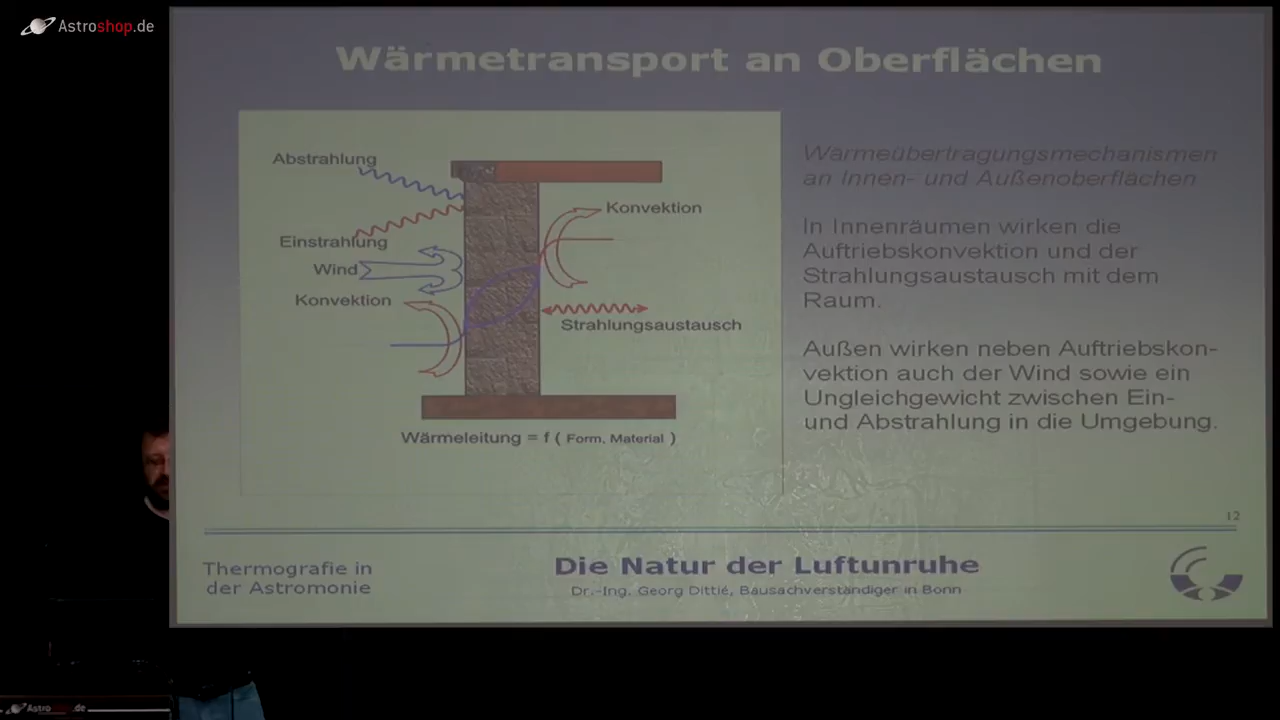 Astroshop.de
Wärmetransport an Oberflächen
Abstrahlung
Einstrahlung
Wind
Konvektion
Konvektion
Strahlungsaustausch
Wärmeleitung = f ( Form, Material )
Wärmeübertragungsmechanismen
an Innen- und Außenoberflächen
In Innenräumen wirken die
Auftriebskonvektion und der
Strahlungsaustausch mit dem
Raum.
Außen wirken neben Auftriebskon-
vektion auch der Wind sowie ein
Ungleichgewicht zwischen Ein-
und Abstrahlung in die Umgebung.
12
Thermografie in
der Astromonie
Die Natur der Luftunruhe
Dr.-Ing. Georg Dittié, Bausachverständiger in Bonn
Astroshop.de